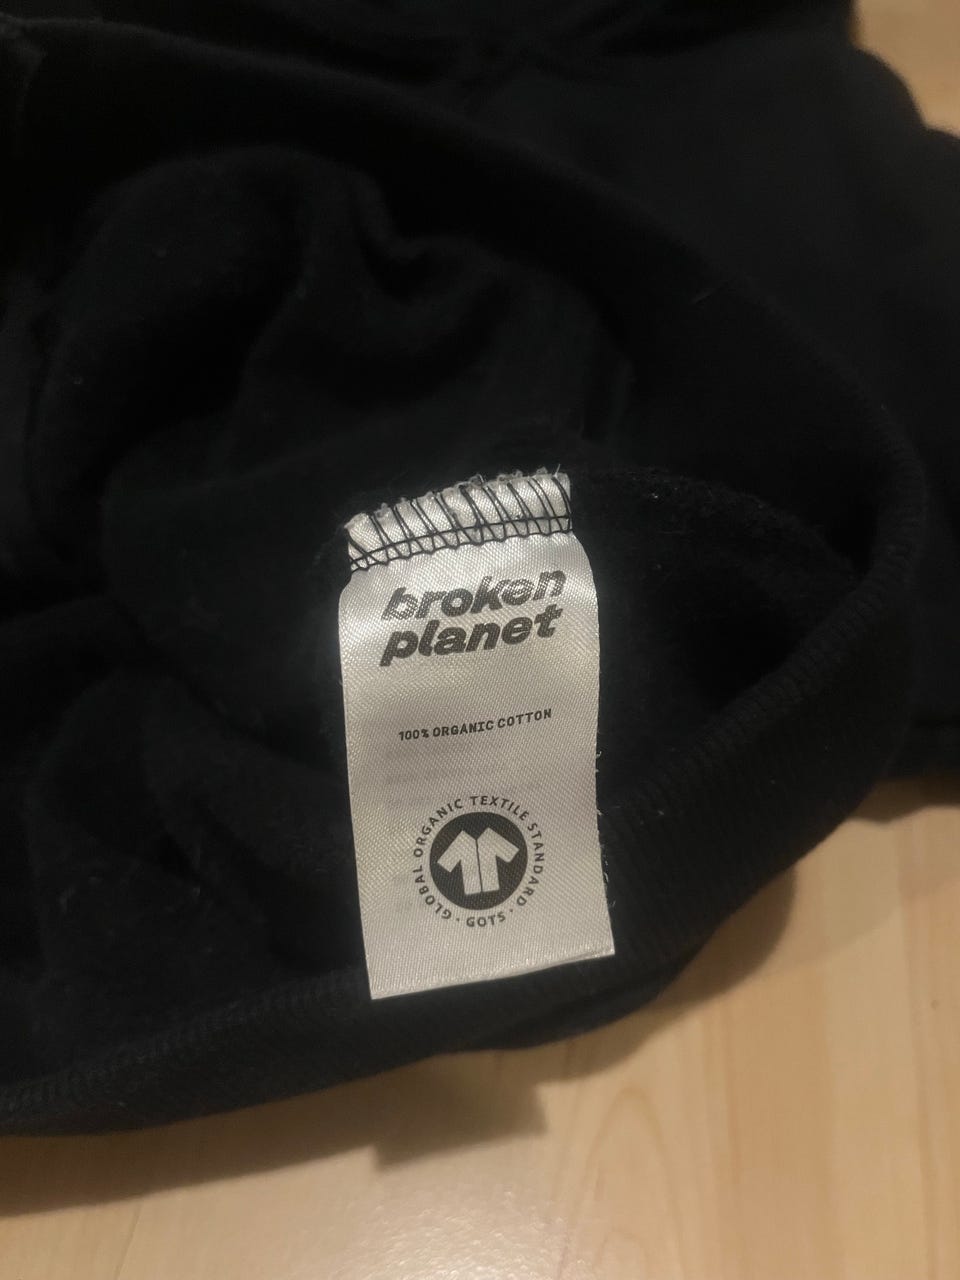 broken
planet
100% ORGANIC COTTON
GLOBAL ORGANIC TEXTILE STANDARD · GOTS ·